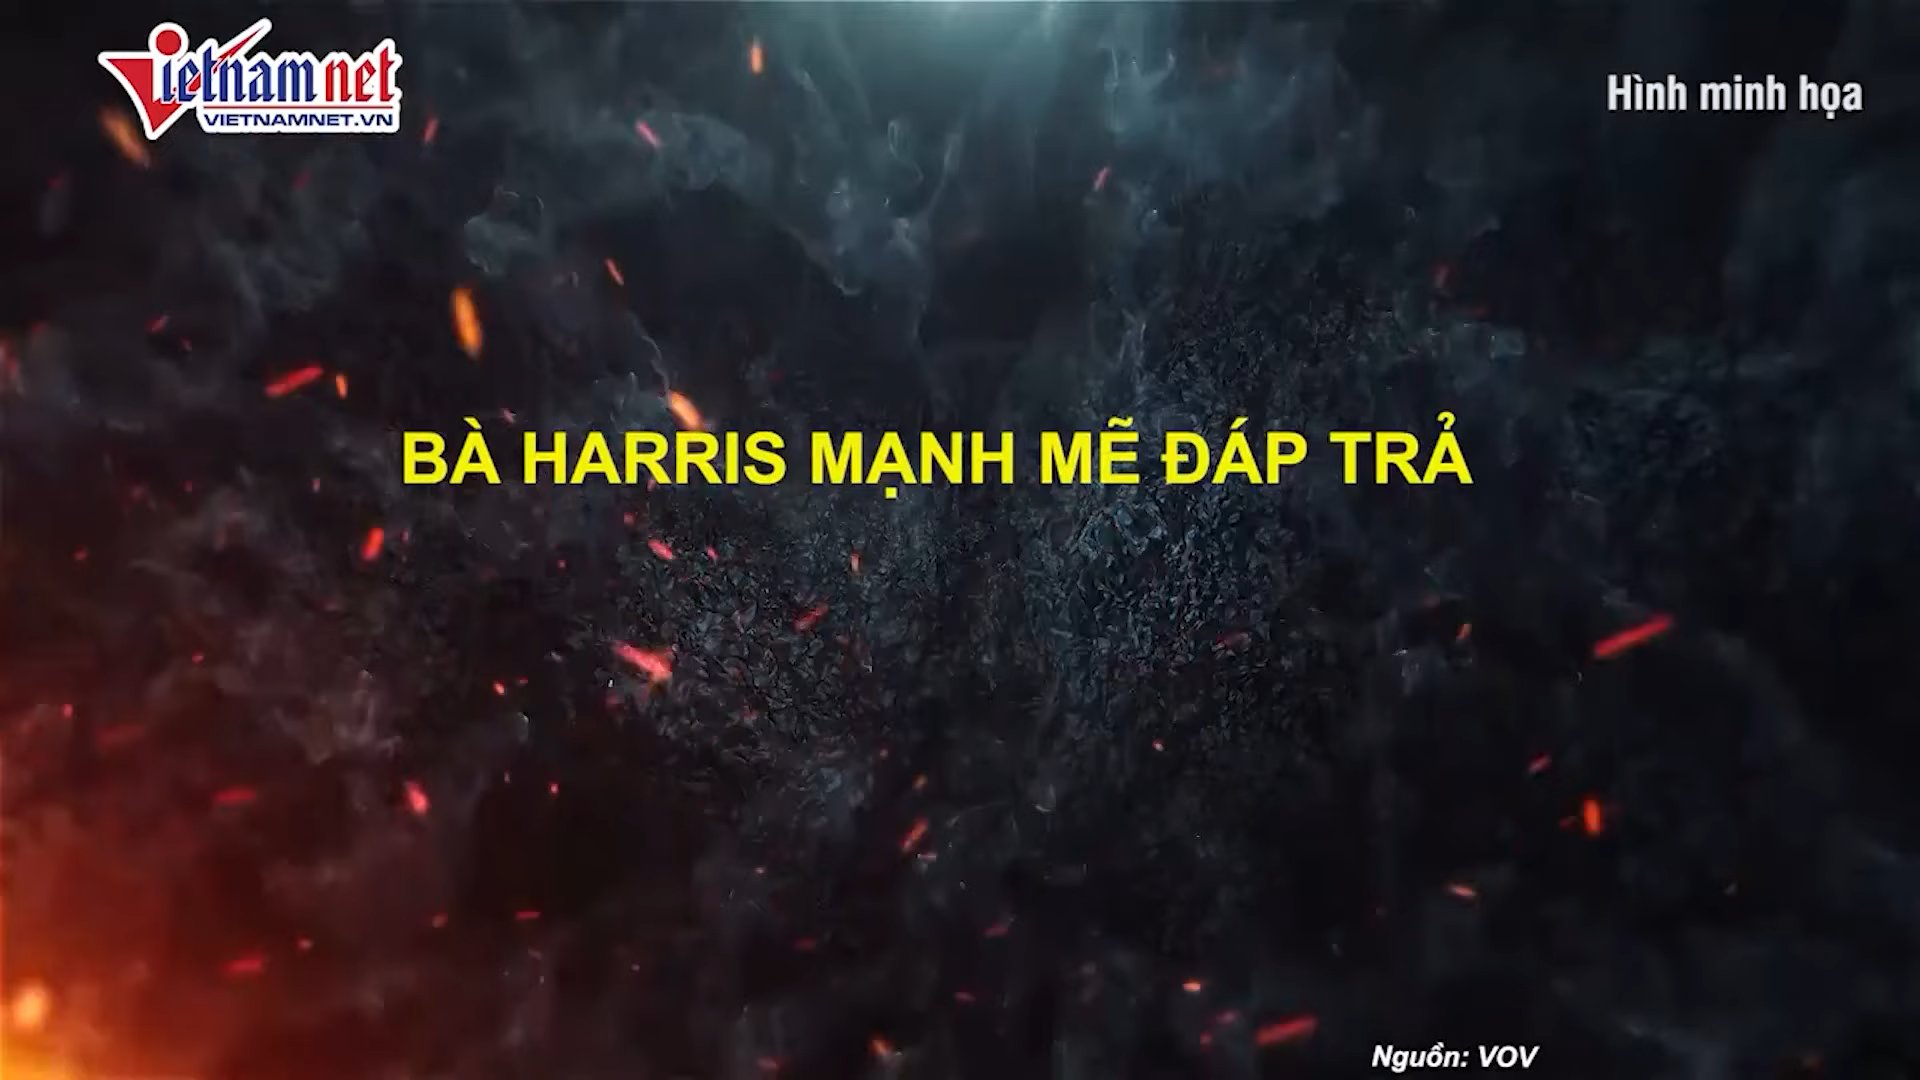 vietnamnet
VIETNAMNET.VN
Hình minh họa
BÀ HARRIS MẠNH MẼ ĐÁP TRẢ
Nguồn: VOV